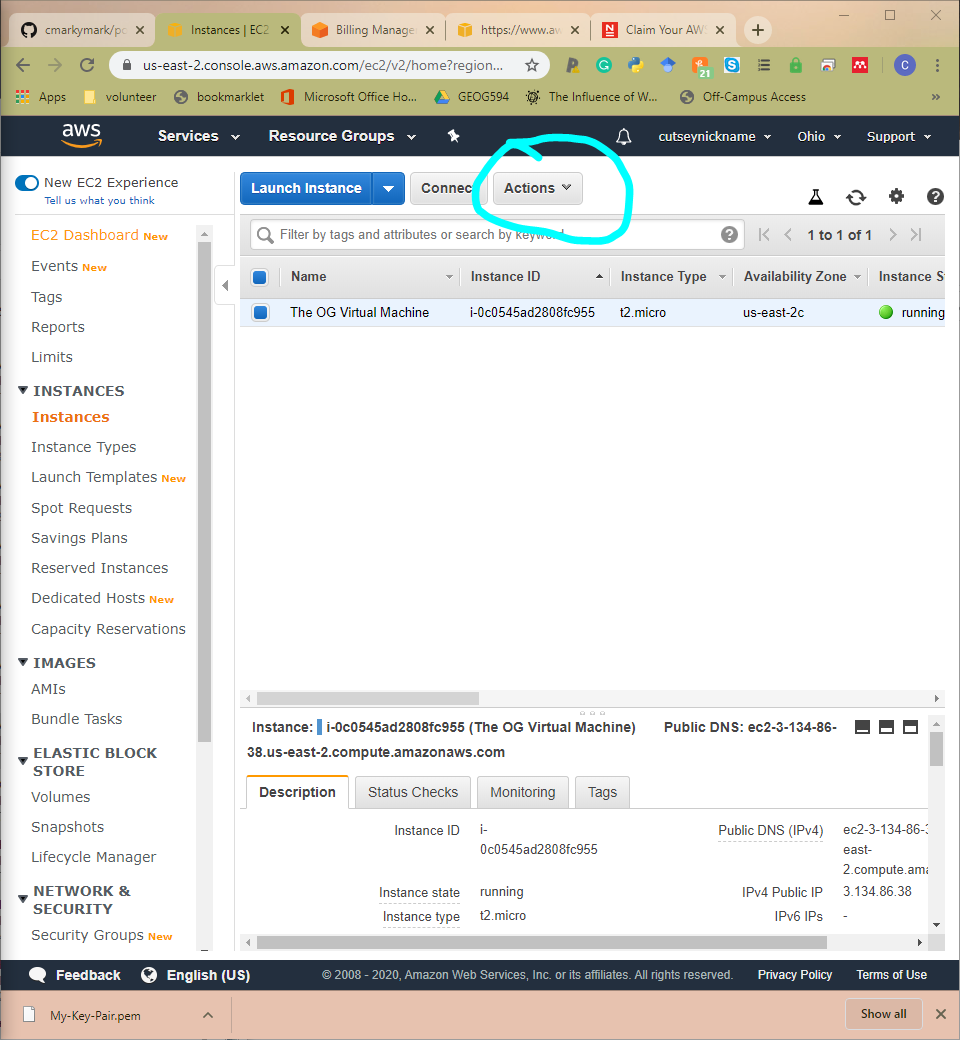 cmarkymark/po
Instances | EC2
Billing Manage
https://www.aw
Claim Your AWS
us-east-2.console.aws.amazon.com/ec2/v2/home?region...
21
C
Apps
volunteer
bookmarklet
Microsoft Office Ho...
GEOG594
The Influence of W...
Off-Campus Access
»
aws
Services
Resource Groups
cutseynickname
Ohio
Support
New EC2 Experience
Tell us what you think
Launch Instance
Connec
Actions
EC2 Dashboard New
Events New
Tags
Reports
Limits
INSTANCES
Instances
Instance Types
Launch Templates New
Spot Requests
Savings Plans
Reserved Instances
Dedicated Hosts New
Capacity Reservations
IMAGES
AMIs
Bundle Tasks
ELASTIC BLOCK
STORE
Volumes
Snapshots
Lifecycle Manager
NETWORK &
SECURITY
Security Groups New
Filter by tags and attributes or search by keyword
1 to 1 of 1
Name
Instance ID
Instance Type
Availability Zone
Instance S
The OG Virtual Machine
i-0c0545ad2808fc955
t2.micro
us-east-2c
running
Instance: i-0c0545ad2808fc955 (The OG Virtual Machine) Public DNS: ec2-3-134-86-
38.us-east-2.compute.amazonaws.com
Description
Status Checks
Monitoring
Tags
Instance ID
i-
0c0545ad2808fc955
Public DNS (IPv4)
ec2-3-134-86-3
east-
2.compute.ama
Instance state
running
IPv4 Public IP
3.134.86.38
Instance type
t2.micro
IPv6 IPs
-
Feedback
English (US)
© 2008 - 2020, Amazon Web Services, Inc. or its affiliates. All rights reserved.
Privacy Policy
Terms of Use
My-Key-Pair.pem
Show all